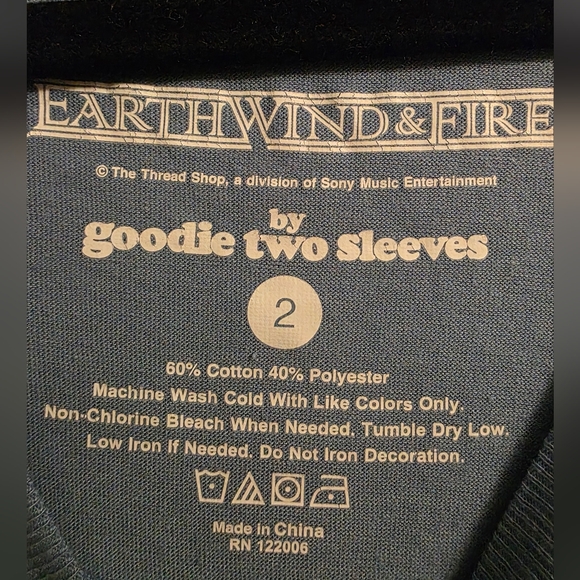 EARTH WIND & FIRE
© The Thread Shop, a division of Sony Music Entertainment
by
goodie two sleeves
2
60% Cotton 40% Polyester
Machine Wash Cold With Like Colors Only.
Non-Chlorine Bleach When Needed. Tumble Dry Low.
Low Iron If Needed. Do Not Iron Decoration.
Made in China
RN 122006